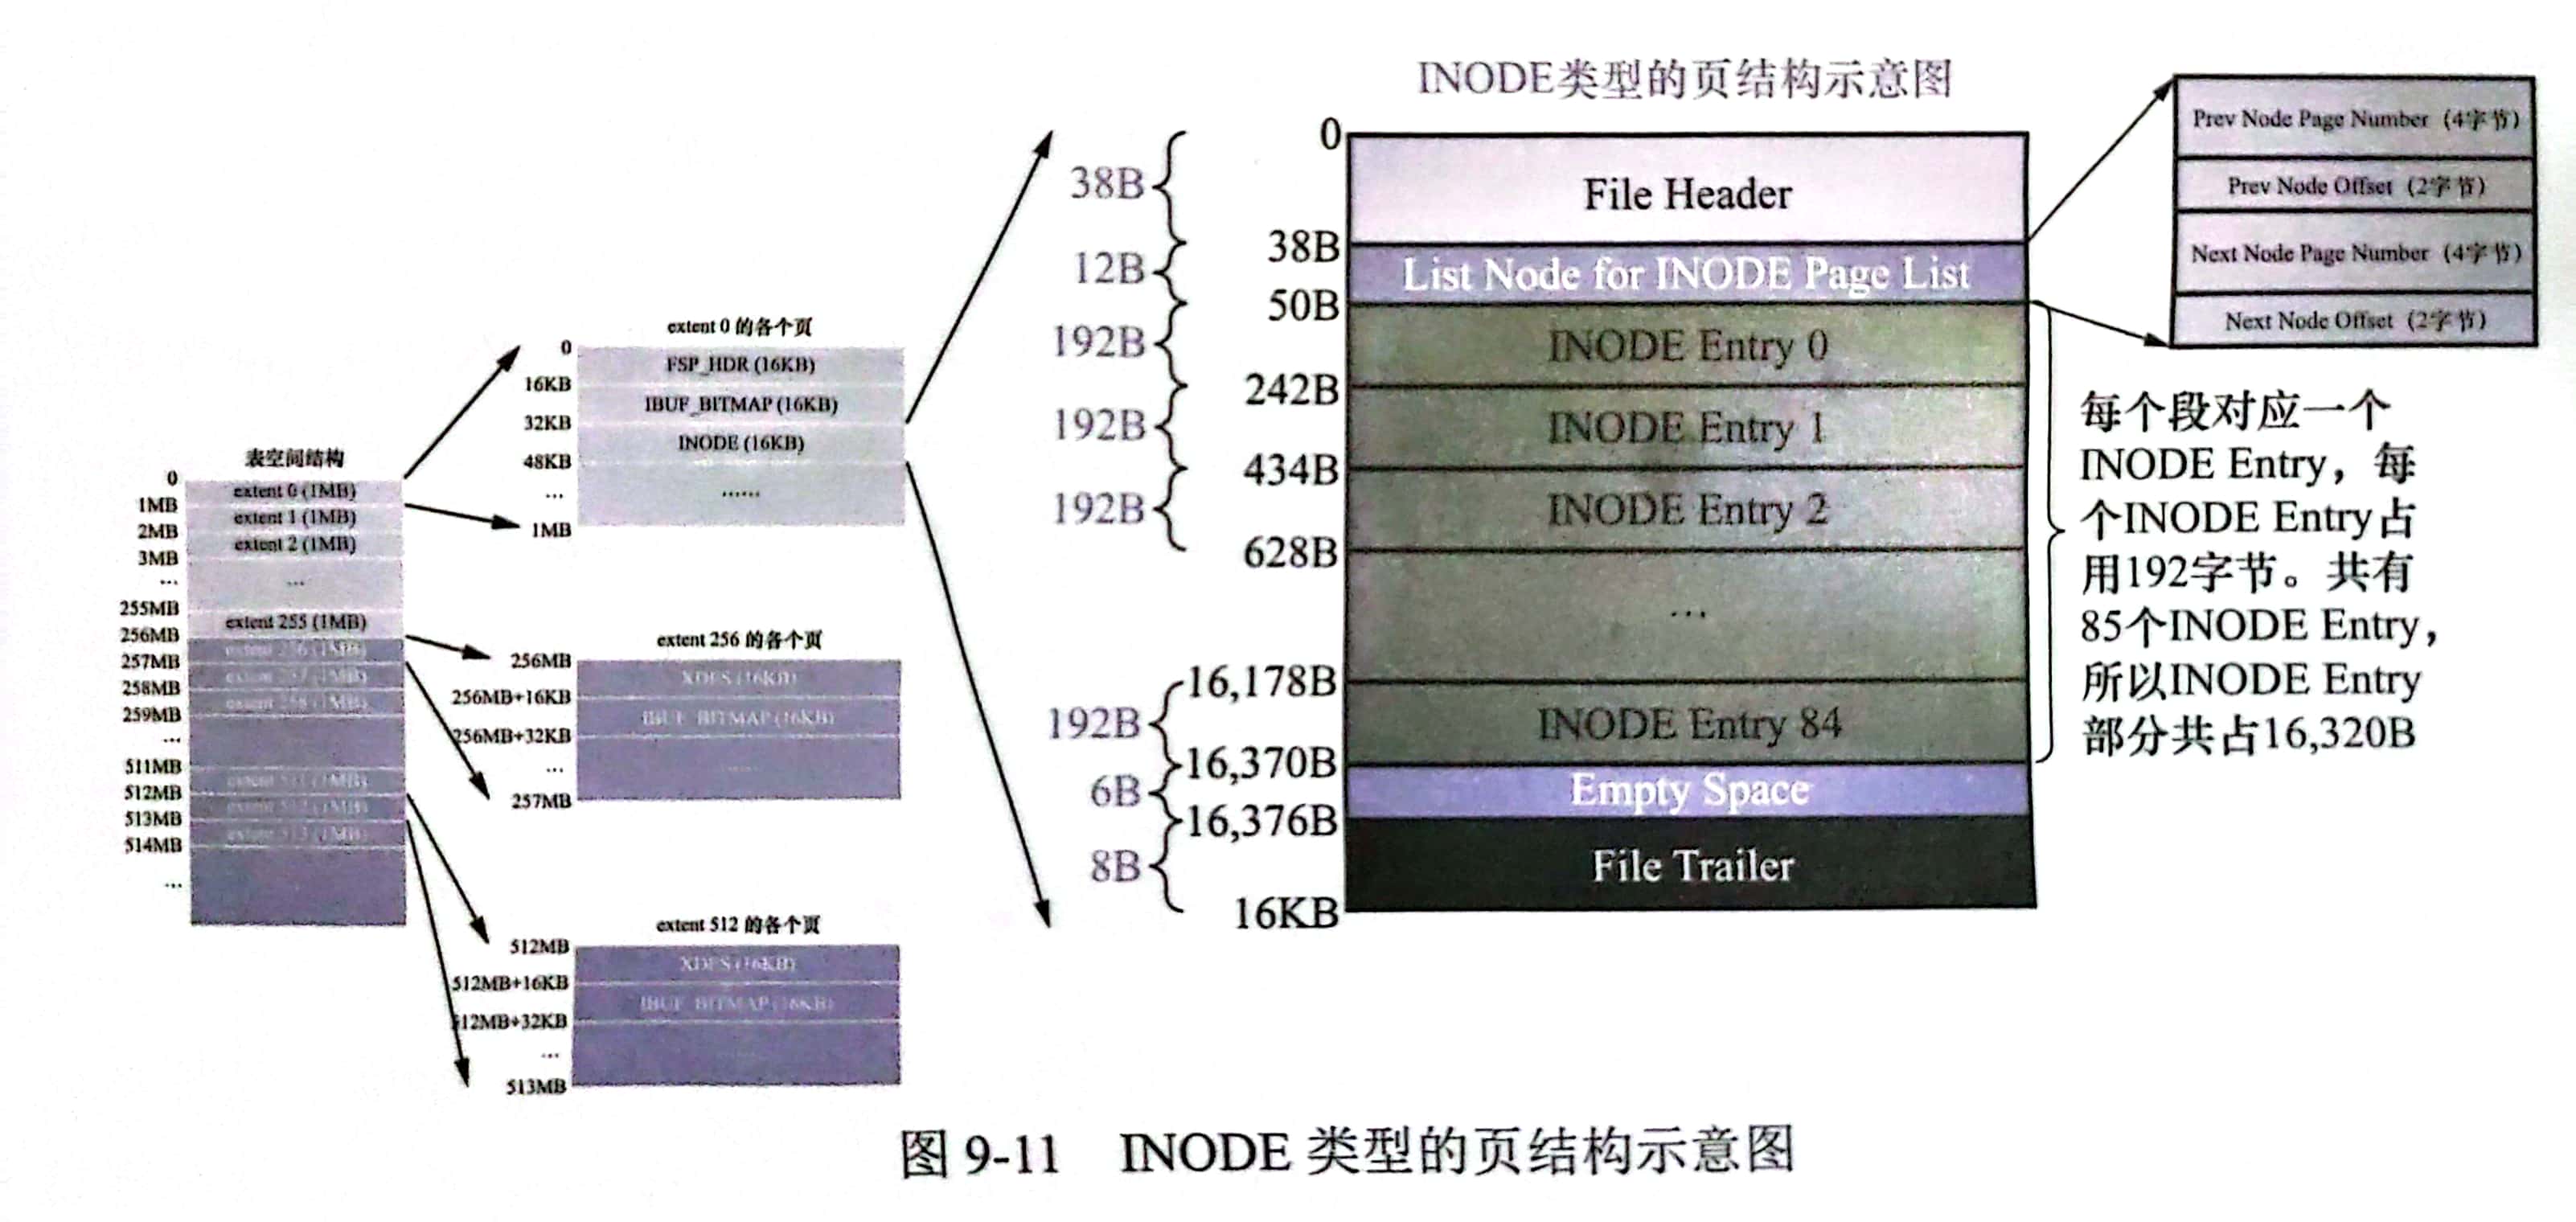 INODE类型的页结构示意图
表空间结构
0
extent 0 (1MB)
1MB
extent 1 (1MB)
2MB
extent 2 (1MB)
3MB
...
...
255MB
extent 255 (1MB)
256MB
extent 256 (1MB)
257MB
extent 257 (1MB)
258MB
extent 258 (1MB)
259MB
...
511MB
extent 511 (1MB)
512MB
extent 512 (1MB)
513MB
extent 513 (1MB)
514MB
...
extent 0 的各个页
0
FSP_HDR (16KB)
16KB
IBUF_BITMAP (16KB)
32KB
INODE (16KB)
48KB
...
......
1MB
extent 256 的各个页
256MB
XDES (16KB)
256MB+16KB
IBUF_BITMAP (16KB)
256MB+32KB
...
......
257MB
extent 512 的各个页
512MB
XDES (16KB)
512MB+16KB
IBUF_BITMAP (16KB)
512MB+32KB
...
513MB
0
38B
File Header
38B
12B
List Node for INODE Page List
50B
192B
INODE Entry 0
242B
192B
INODE Entry 1
434B
192B
INODE Entry 2
628B
...
16,178B
192B
INODE Entry 84
16,370B
6B
Empty Space
16,376B
8B
File Trailer
16KB
Prev Node Page Number (4字节)
Prev Node Offset (2字节)
Next Node Page Number (4字节)
Next Node Offset (2字节)
每个段对应一个
INODE Entry，每
个INODE Entry占
用192字节。共有
85个INODE Entry，
所以INODE Entry
部分共占16,320B
图 9-11 INODE 类型的页结构示意图